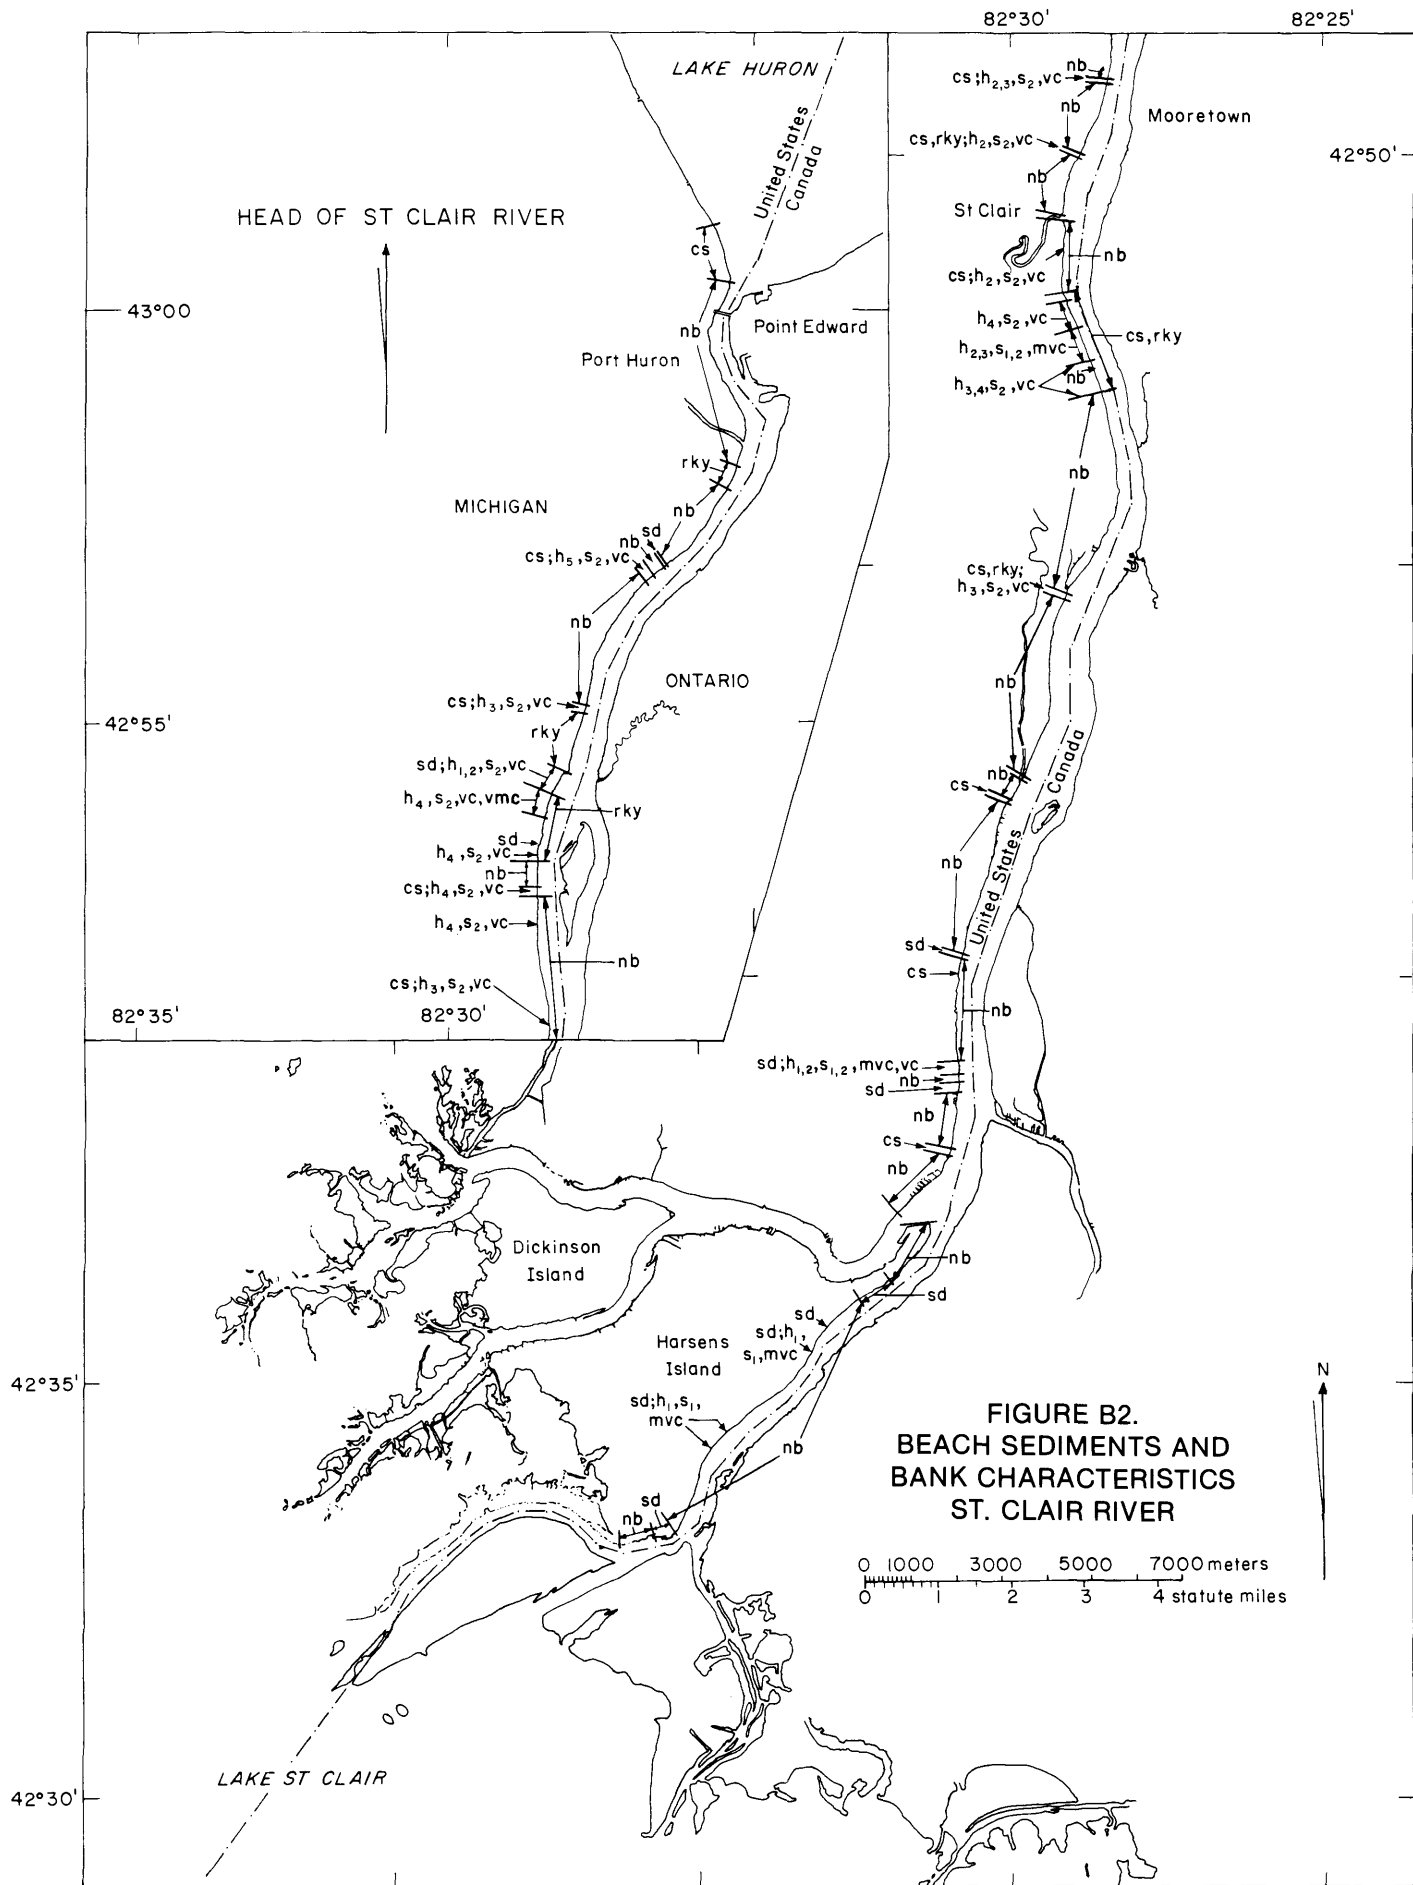 82°30' 82°25'
LAKE HURON
United States
Canada
HEAD OF ST CLAIR RIVER
cs
43°00
nb
Point Edward
Port Huron
rky
MICHIGAN
nb
sd
nb
cs;h₅,s₂,vc
nb
ONTARIO
cs;h₃,s₂,vc
42°55'
rky
sd;h₁,₂,s₂,vc
h₄,s₂,vc,vmc
rky
sd
h₄,s₂,vc
nb
cs;h₄,s₂,vc
h₄,s₂,vc
nb
cs;h₃,s₂,vc
82°35' 82°30'
nb
cs;h₂,₃,s₂,vc
nb
Mooretown
cs,rky;h₂,s₂,vc
42°50'
nb
St Clair
nb
cs;h₂,s₂,vc
h₄,s₂,vc
cs,rky
h₂,₃,s₁,₂,mvc
nb
h₃,₄,s₂,vc
nb
cs,rky;
h₃,s₂,vc
nb
Canada
United States
nb
cs
nb
sd
cs
nb
sd;h₁,₂,s₁,₂,mvc,vc
nb
sd
nb
cs
nb
Dickinson
Island
nb
sd
sd
sd;h₁,
s₁,mvc
Harsens
Island
42°35'
sd;h₁,s₁,
mvc
nb
sd
nb
N
FIGURE B2.
BEACH SEDIMENTS AND
BANK CHARACTERISTICS
ST. CLAIR RIVER
0 1000 3000 5000 7000 meters
0 1 2 3 4 statute miles
LAKE ST CLAIR
42°30'